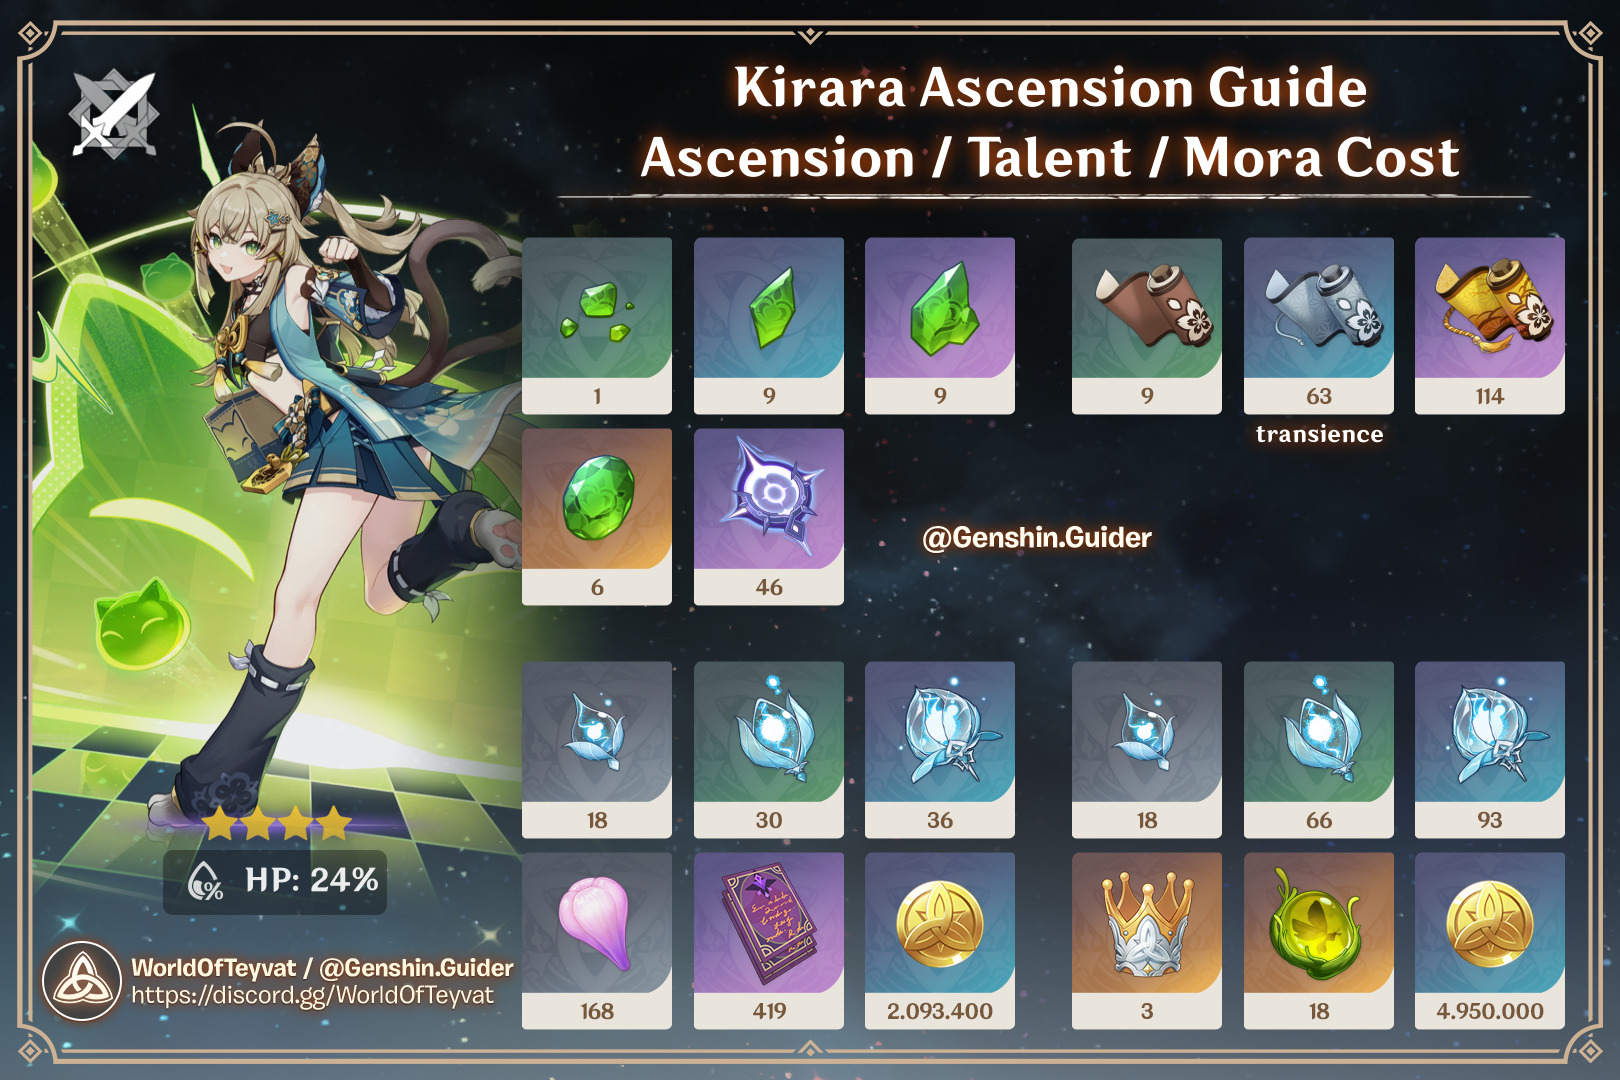 Kirara Ascension Guide
Ascension / Talent / Mora Cost
1
9
9
9
63
114
transience
6
46
@Genshin.Guider
18
30
36
18
66
93
168
419
2.093.400
3
18
4.950.000
HP: 24%
WorldOfTeyvat / @Genshin.Guider
https://discord.gg/WorldOfTeyvat